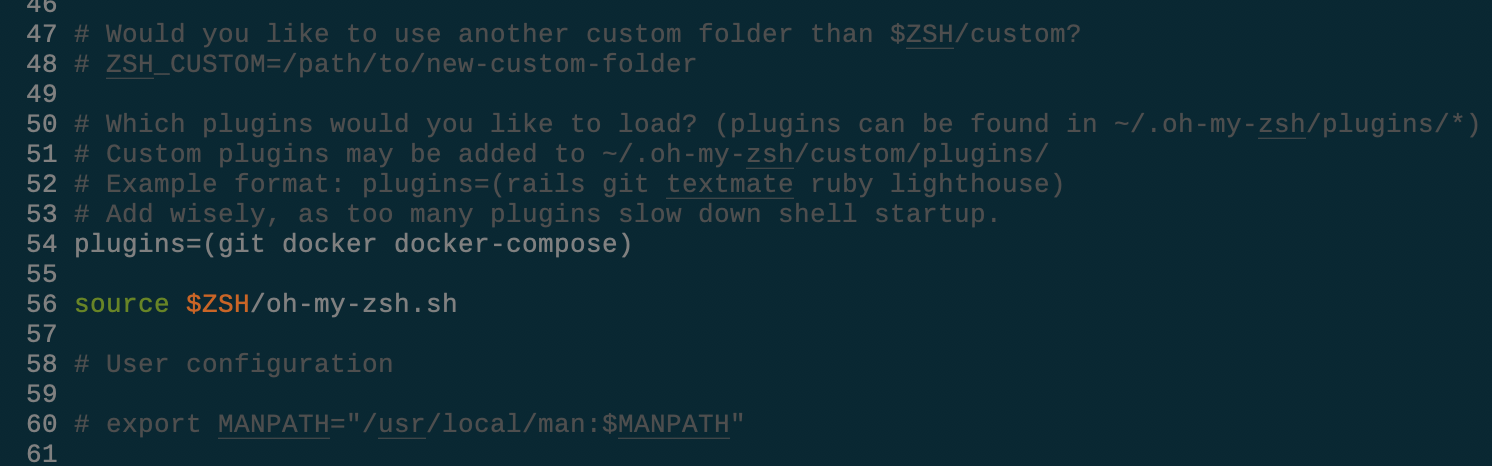 46
47 # Would you like to use another custom folder than $ZSH/custom?
48 # ZSH_CUSTOM=/path/to/new-custom-folder
49
50 # Which plugins would you like to load? (plugins can be found in ~/.oh-my-zsh/plugins/*)
51 # Custom plugins may be added to ~/.oh-my-zsh/custom/plugins/
52 # Example format: plugins=(rails git textmate ruby lighthouse)
53 # Add wisely, as too many plugins slow down shell startup.
54 plugins=(git docker docker-compose)
55
56 source $ZSH/oh-my-zsh.sh
57
58 # User configuration
59
60 # export MANPATH="/usr/local/man:$MANPATH"
61